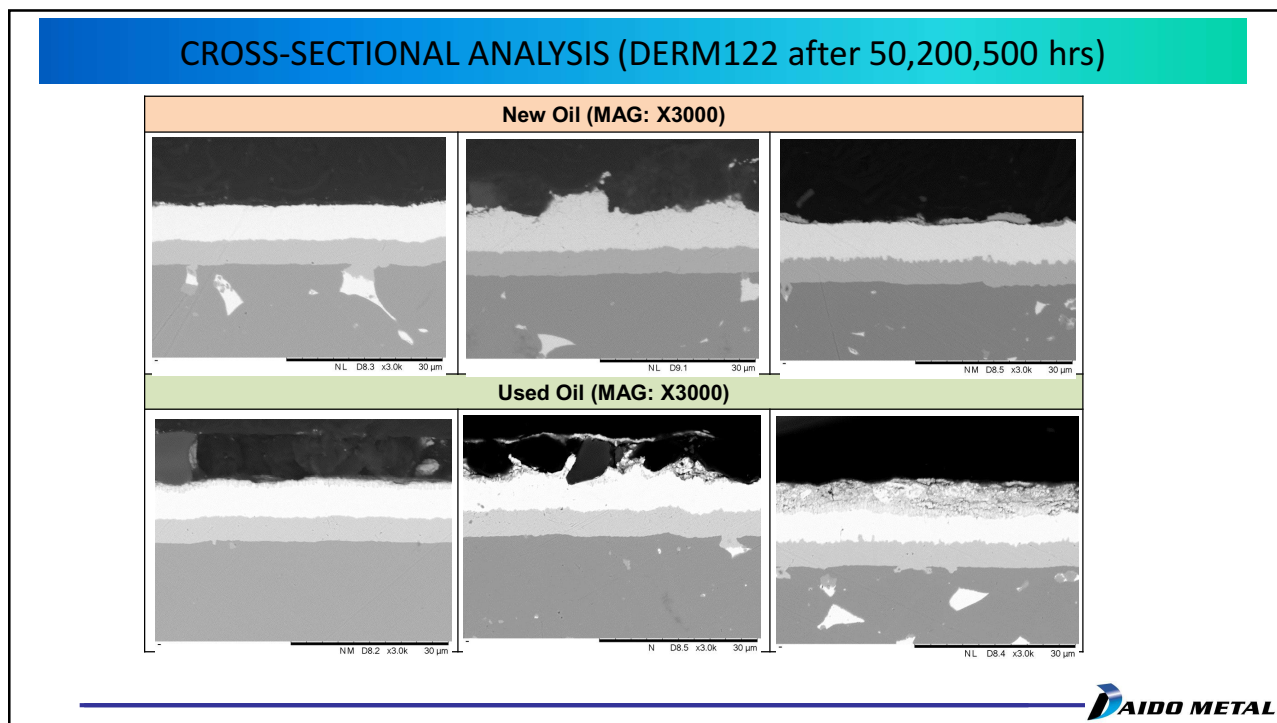 CROSS-SECTIONAL ANALYSIS (DERM122 after 50,200,500 hrs)
New Oil (MAG: X3000)
NL D8.3 x3.0k 30 µm
NL D9.1 30 µm
NM D8.5 x3.0k 30 µm
Used Oil (MAG: X3000)
NM D8.2 x3.0k 30 µm
N D8.5 x3.0k 30 µm
NL D8.4 x3.0k 30 µm
DAIDO METAL